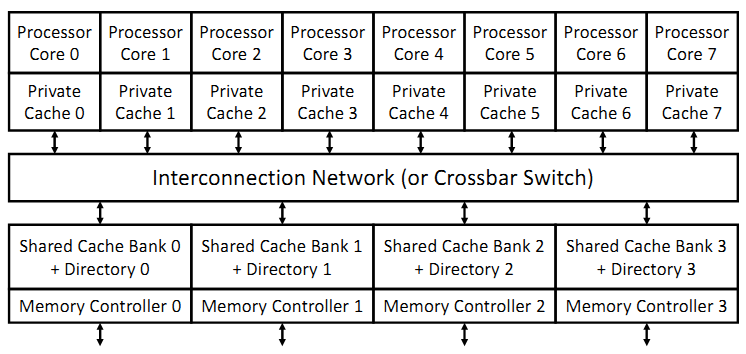 Processor Processor Processor Processor Processor Processor Processor Processor
Core 0 Core 1 Core 2 Core 3 Core 4 Core 5 Core 6 Core 7
Private Private Private Private Private Private Private Private
Cache 0 Cache 1 Cache 2 Cache 3 Cache 4 Cache 5 Cache 6 Cache 7
Interconnection Network (or Crossbar Switch)
Shared Cache Bank 0 Shared Cache Bank 1 Shared Cache Bank 2 Shared Cache Bank 3
+ Directory 0 + Directory 1 + Directory 2 + Directory 3
Memory Controller 0 Memory Controller 1 Memory Controller 2 Memory Controller 3